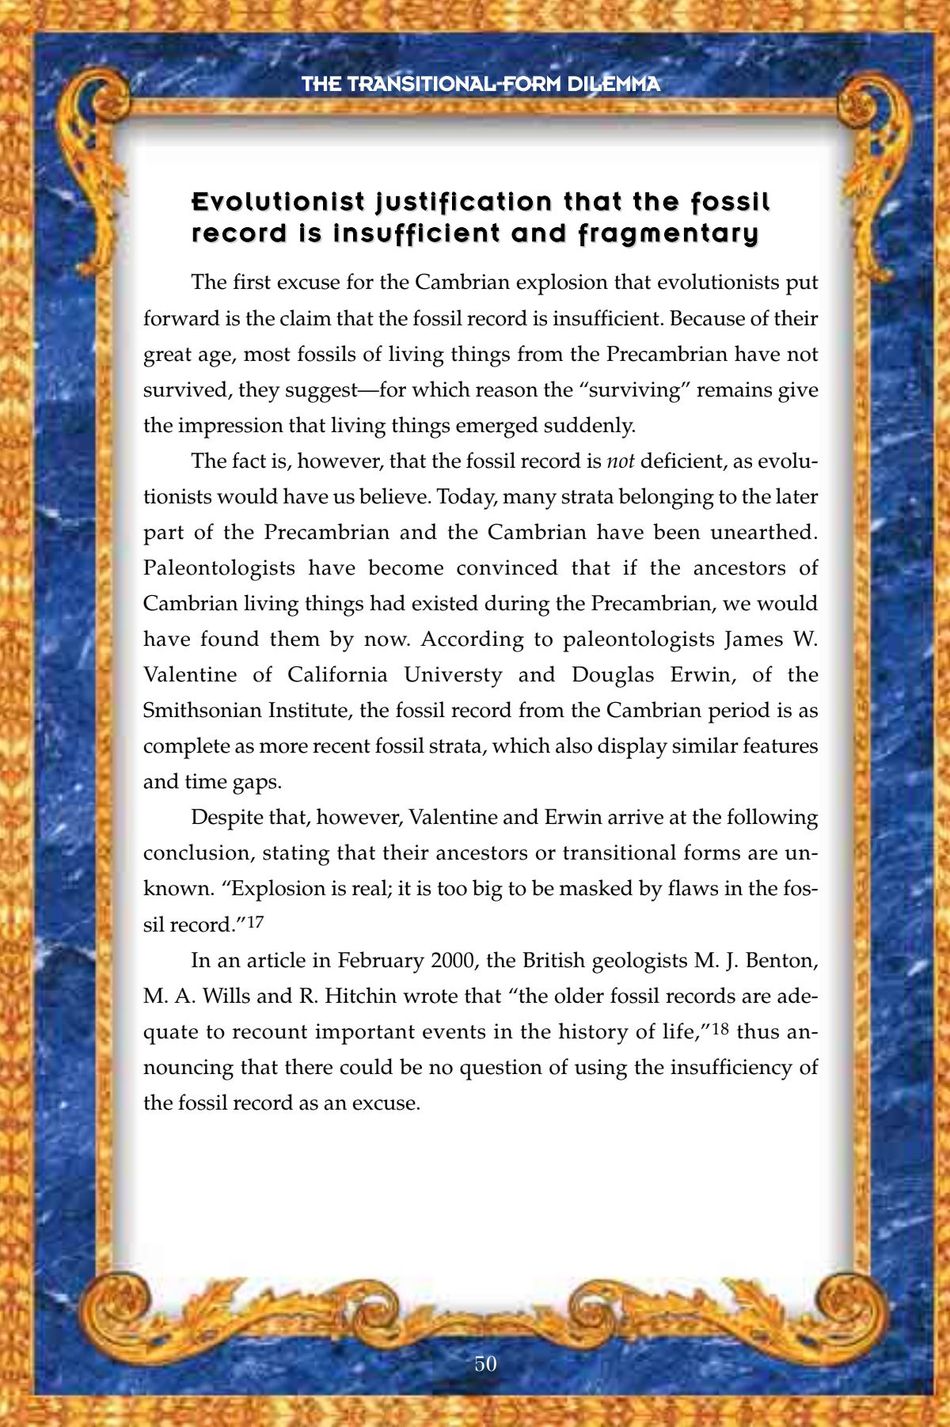 THE TRANSITIONAL-FORM DILEMMA
Evolutionist justification that the fossil
record is insufficient and fragmentary
The first excuse for the Cambrian explosion that evolutionists put
forward is the claim that the fossil record is insufficient. Because of their
great age, most fossils of living things from the Precambrian have not
survived, they suggest—for which reason the “surviving” remains give
the impression that living things emerged suddenly.
The fact is, however, that the fossil record is not deficient, as evolu-
tionists would have us believe. Today, many strata belonging to the later
part of the Precambrian and the Cambrian have been unearthed.
Paleontologists have become convinced that if the ancestors of
Cambrian living things had existed during the Precambrian, we would
have found them by now. According to paleontologists James W.
Valentine of California Universty and Douglas Erwin, of the
Smithsonian Institute, the fossil record from the Cambrian period is as
complete as more recent fossil strata, which also display similar features
and time gaps.
Despite that, however, Valentine and Erwin arrive at the following
conclusion, stating that their ancestors or transitional forms are un-
known. “Explosion is real; it is too big to be masked by flaws in the fos-
sil record.”17
In an article in February 2000, the British geologists M. J. Benton,
M. A. Wills and R. Hitchin wrote that “the older fossil records are ade-
quate to recount important events in the history of life,”18 thus an-
nouncing that there could be no question of using the insufficiency of
the fossil record as an excuse.
50